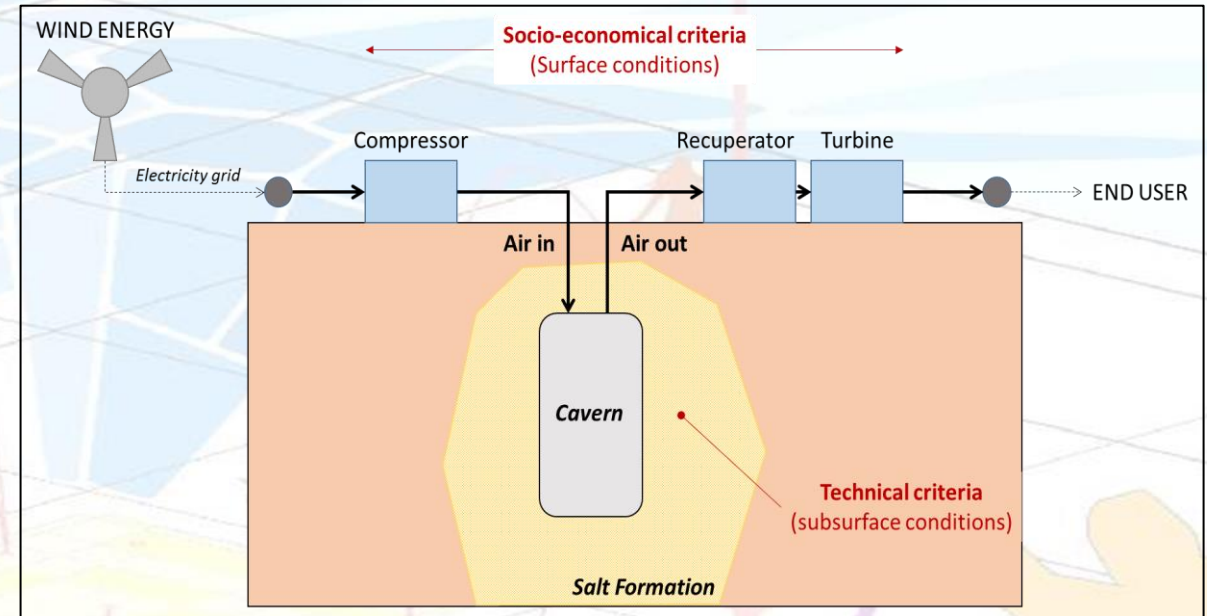 WIND ENERGY
Socio-economical criteria
(Surface conditions)
Compressor
Recuperator
Turbine
Electricity grid
END USER
Air in
Air out
Cavern
Technical criteria
(subsurface conditions)
Salt Formation